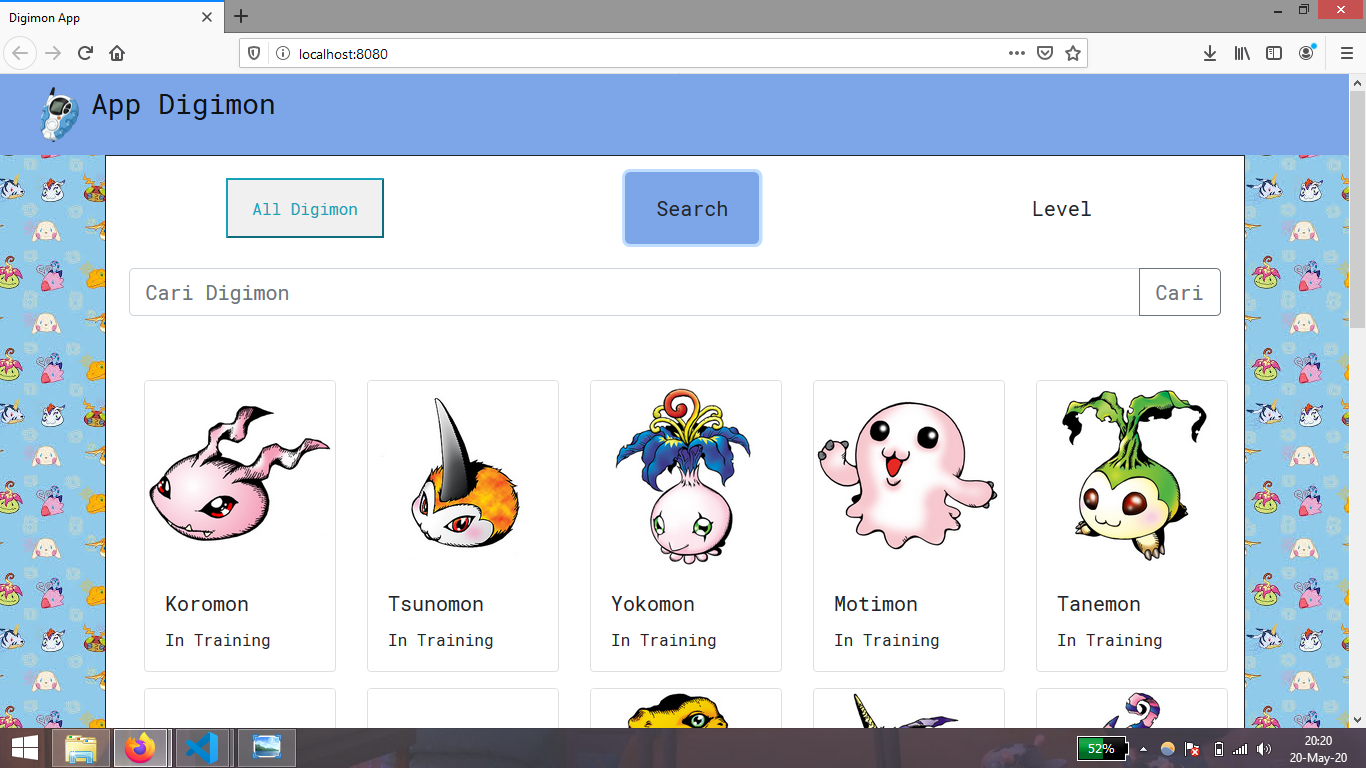 Digimon App
localhost:8080
App Digimon
All Digimon
Search
Level
Cari Digimon
Cari
Koromon
Tsunomon
Yokomon
Motimon
Tanemon
In Training
In Training
In Training
In Training
In Training
52%
20:20
20-May-20